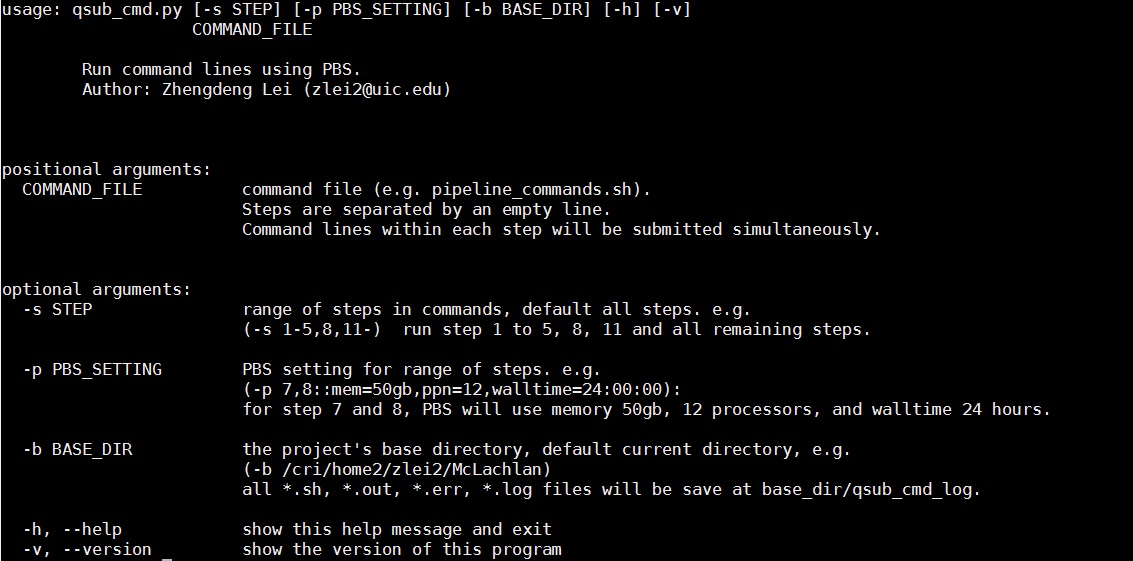 usage: qsub_cmd.py [-s STEP] [-p PBS_SETTING] [-b BASE_DIR] [-h] [-v]
COMMAND_FILE
Run command lines using PBS.
Author: Zhengdeng Lei (zlei2@uic.edu)
positional arguments:
COMMAND_FILE command file (e.g. pipeline_commands.sh).
Steps are separated by an empty line.
Command lines within each step will be submitted simultaneously.
optional arguments:
-s STEP range of steps in commands, default all steps. e.g.
(-s 1-5,8,11-) run step 1 to 5, 8, 11 and all remaining steps.
-p PBS_SETTING PBS setting for range of steps. e.g.
(-p 7,8::mem=50gb,ppn=12,walltime=24:00:00):
for step 7 and 8, PBS will use memory 50gb, 12 processors, and walltime 24 hours.
-b BASE_DIR the project's base directory, default current directory, e.g.
(-b /cri/home2/zlei2/McLachlan)
all *.sh, *.out, *.err, *.log files will be save at base_dir/qsub_cmd_log.
-h, --help show this help message and exit
-v, --version show the version of this program